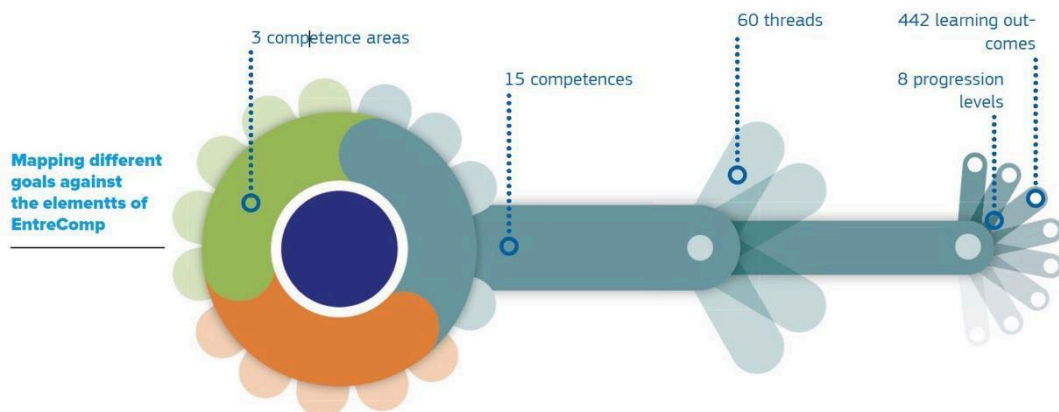 60 threads
442 learning out-
comes
3 competence areas
15 competences
8 progression
levels
Mapping different
goals against
the elementts of
EntreComp